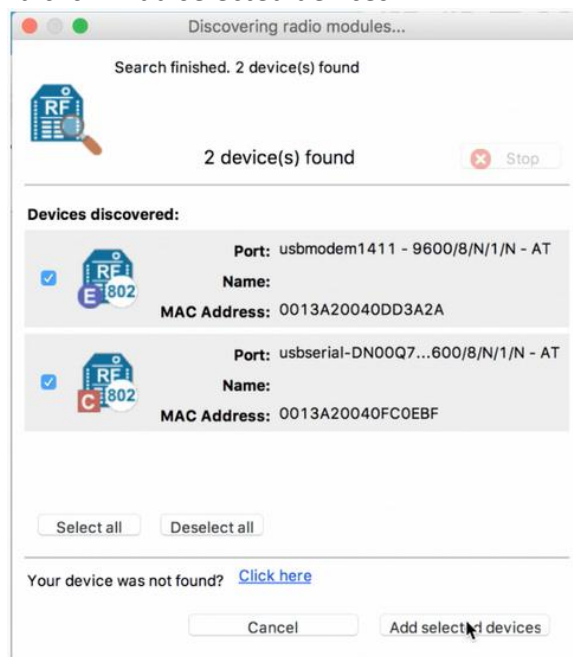 Discovering radio modules...
Search finished. 2 device(s) found
RF
2 device(s) found
Stop
Devices discovered:
Port: usbmodem1411 - 9600/8/N/1/N - AT
RF
E 802
Name:
MAC Address: 0013A20040DD3A2A
Port: usbserial-DN00Q7...600/8/N/1/N - AT
RF
C 802
Name:
MAC Address: 0013A20040FC0EBF
Select all Deselect all
Your device was not found? Click here
Cancel Add selected devices